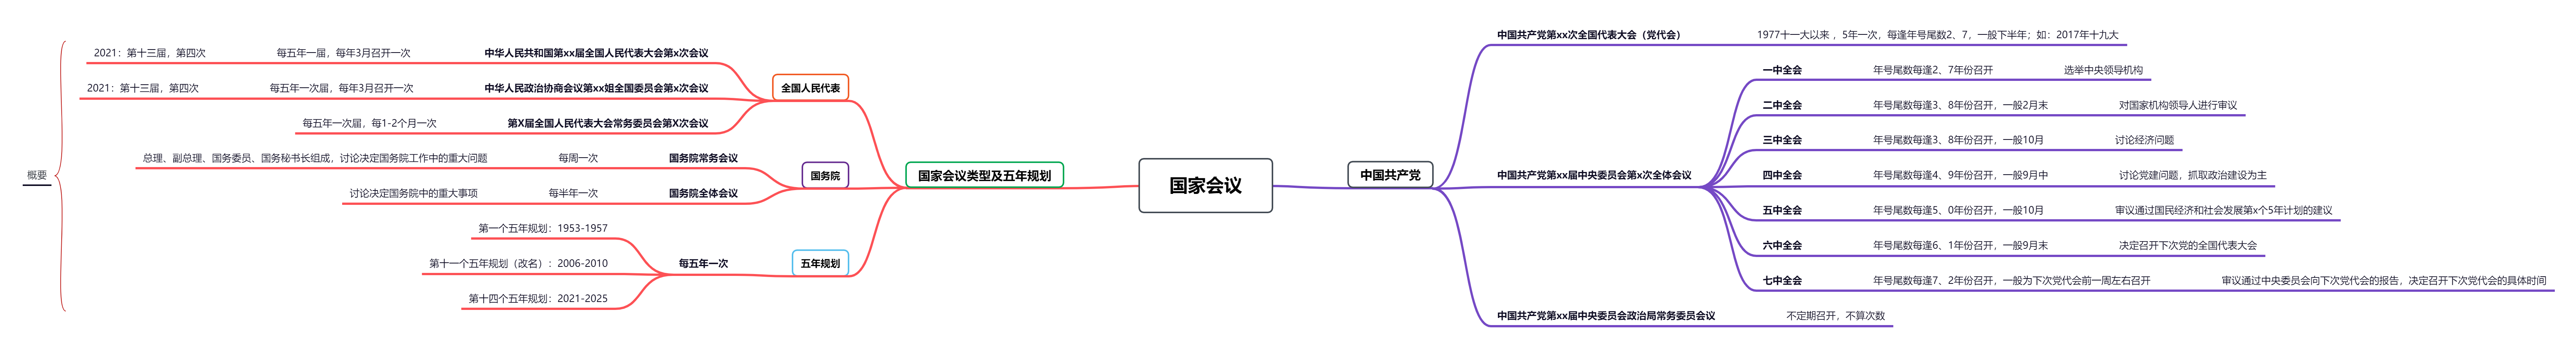 国家会议
中国共产党
中国共产党第xx次全国代表大会（党代会）
1977十一大以来 ，5年一次，每逢年号尾数2、7，一般下半年；如：2017年十九大
中国共产党第xx届中央委员会第x次全体会议
一中全会
年号尾数每逢2、7年份召开
选举中央领导机构
二中全会
年号尾数每逢3、8年份召开，一般2月末
对国家机构领导人进行审议
三中全会
年号尾数每逢3、8年份召开，一般10月
讨论经济问题
四中全会
年号尾数每逢4、9年份召开，一般9月中
讨论党建问题，抓取政治建设为主
五中全会
年号尾数每逢5、0年份召开，一般10月
审议通过国民经济和社会发展第x个5年计划的建议
六中全会
年号尾数每逢6、1年份召开，一般9月末
决定召开下次党的全国代表大会
七中全会
年号尾数每逢7、2年份召开，一般为下次党代会前一周左右召开
审议通过中央委员会向下次党代会的报告，决定召开下次党代会的具体时间
中国共产党第xx届中央委员会政治局常务委员会议
不定期召开，不算次数
国家会议类型及五年规划
全国人民代表
中华人民共和国第xx届全国人民代表大会第x次会议
每五年一届，每年3月召开一次
2021：第十三届，第四次
中华人民政治协商会议第xx姐全国委员会第x次会议
每五年一次届，每年3月召开一次
2021：第十三届，第四次
第X届全国人民代表大会常务委员会第X次会议
每五年一次届，每1-2个月一次
国务院
国务院常务会议
每周一次
总理、副总理、国务委员、国务秘书长组成，讨论决定国务院工作中的重大问题
国务院全体会议
每半年一次
讨论决定国务院中的重大事项
五年规划
每五年一次
第一个五年规划：1953-1957
第十一个五年规划（改名）：2006-2010
第十四个五年规划：2021-2025
概要